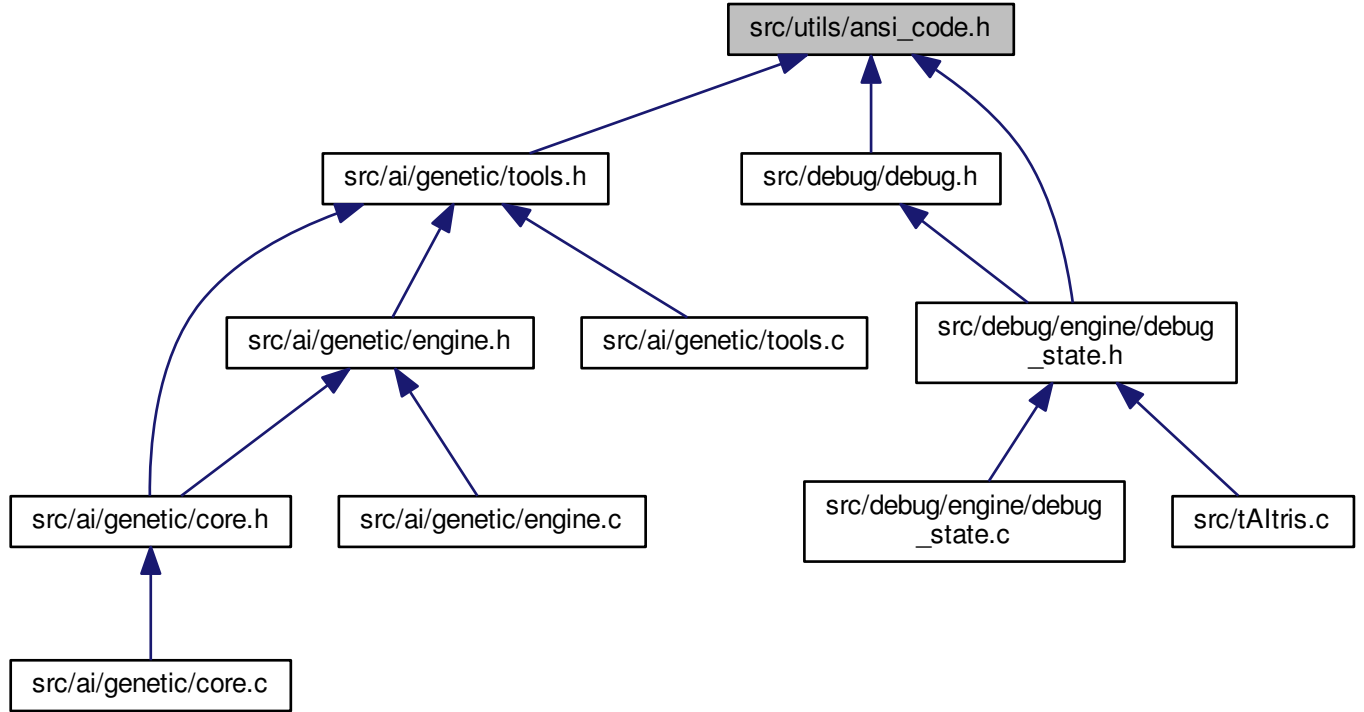 src/utils/ansi_code.h
src/ai/genetic/tools.h
src/debug/debug.h
src/ai/genetic/engine.h
src/ai/genetic/tools.c
src/debug/engine/debug
_state.h
src/ai/genetic/core.h
src/ai/genetic/engine.c
src/debug/engine/debug
_state.c
src/tAItris.c
src/ai/genetic/core.c